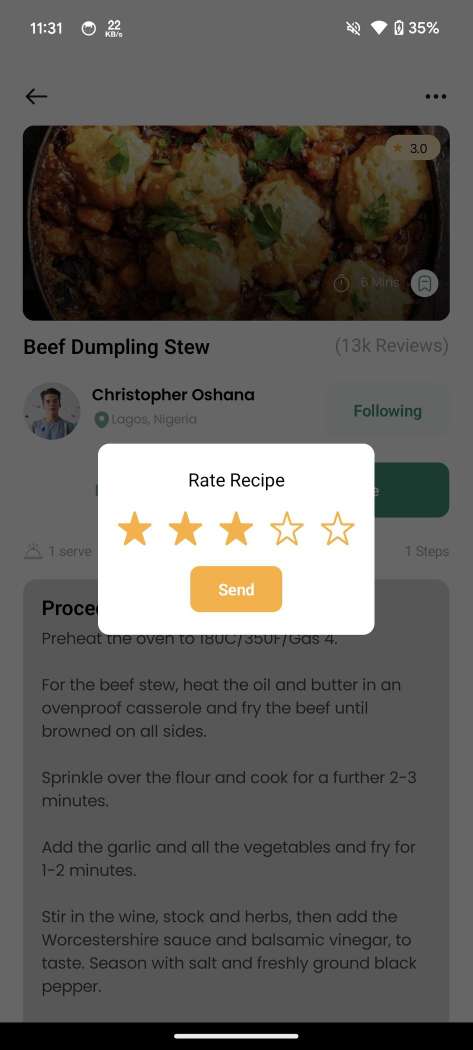 11:31
22
KB/s
35%
3.0
6 Mins
Beef Dumpling Stew
(13k Reviews)
Christopher Oshana
Lagos, Nigeria
Following
Rate Recipe
Send
1 serve
1 Steps
Preheat the oven to 180C/350F/Gas 4.
For the beef stew, heat the oil and butter in an
ovenproof casserole and fry the beef until
browned on all sides.
Sprinkle over the flour and cook for a further 2-3
minutes.
Add the garlic and all the vegetables and fry for
1-2 minutes.
Stir in the wine, stock and herbs, then add the
Worcestershire sauce and balsamic vinegar, to
taste. Season with salt and freshly ground black
pepper.